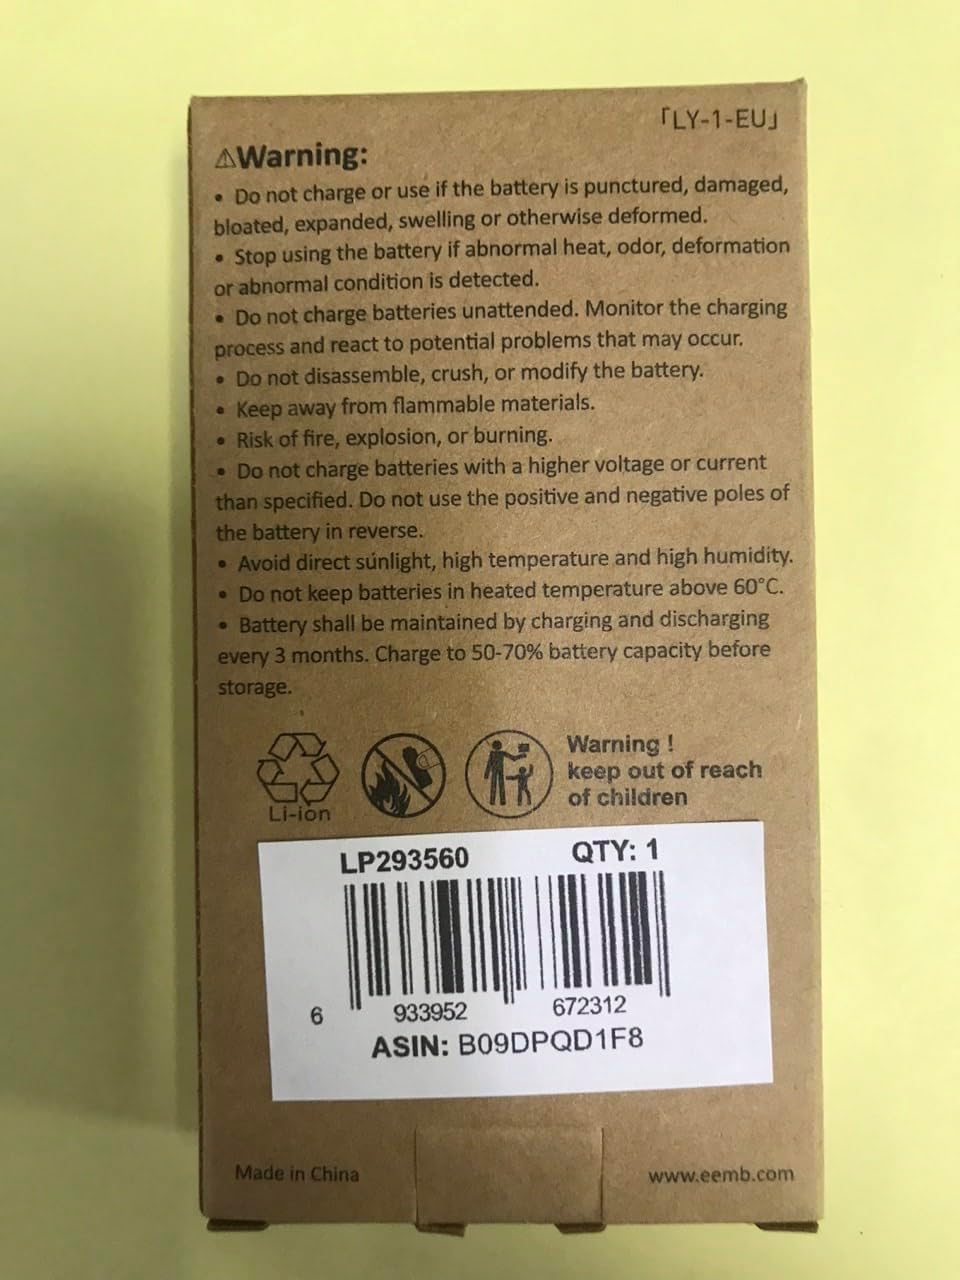 「LY-1-EU」
⚠Warning:
• Do not charge or use if the battery is punctured, damaged,
bloated, expanded, swelling or otherwise deformed.
• Stop using the battery if abnormal heat, odor, deformation
or abnormal condition is detected.
• Do not charge batteries unattended. Monitor the charging
process and react to potential problems that may occur.
• Do not disassemble, crush, or modify the battery.
• Keep away from flammable materials.
• Risk of fire, explosion, or burning.
• Do not charge batteries with a higher voltage or current
than specified. Do not use the positive and negative poles of
the battery in reverse.
• Avoid direct sunlight, high temperature and high humidity.
• Do not keep batteries in heated temperature above 60°C.
• Battery shall be maintained by charging and discharging
every 3 months. Charge to 50-70% battery capacity before
storage.
Li-ion
Warning !
keep out of reach
of children
LP293560 QTY: 1
6 933952 672312
ASIN: B09DPQD1F8
Made in China www.eemb.com